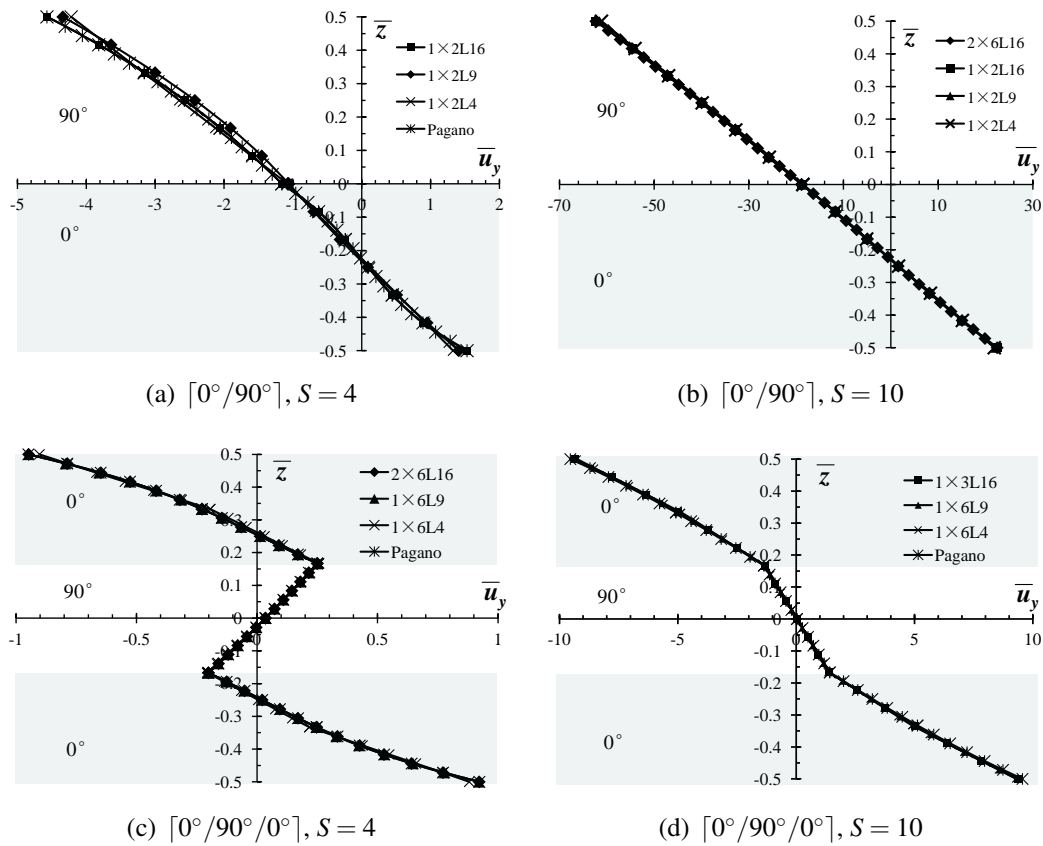 0.5
0.4
0.3
0.2
0.1
0
-0.1
-0.2
-0.3
-0.4
-0.5
-5 -4 -3 -2 -1 0 1 2
z̅
u̅y
90°
0°
1×2L16
1×2L9
1×2L4
Pagano
(a) ⌈0°/90°⌉, S = 4
0.5
0.4
0.3
0.2
0.1
0
-0.1
-0.2
-0.3
-0.4
-0.5
-70 -50 -30 -10 10 30
z̅
u̅y
90°
0°
2×6L16
1×2L16
1×2L9
1×2L4
(b) ⌈0°/90°⌉, S = 10
0.5
0.4
0.3
0.2
0.1
0
-0.1
-0.2
-0.3
-0.4
-0.5
-1 -0.5 0 0.5 1
z̅
u̅y
0°
90°
0°
2×6L16
1×6L9
1×6L4
Pagano
(c) ⌈0°/90°/0°⌉, S = 4
0.5
0.4
0.3
0.2
0.1
0
-0.1
-0.2
-0.3
-0.4
-0.5
-10 -5 0 5 10
z̅
u̅y
0°
90°
0°
1×3L16
1×6L9
1×6L4
Pagano
(d) ⌈0°/90°/0°⌉, S = 10